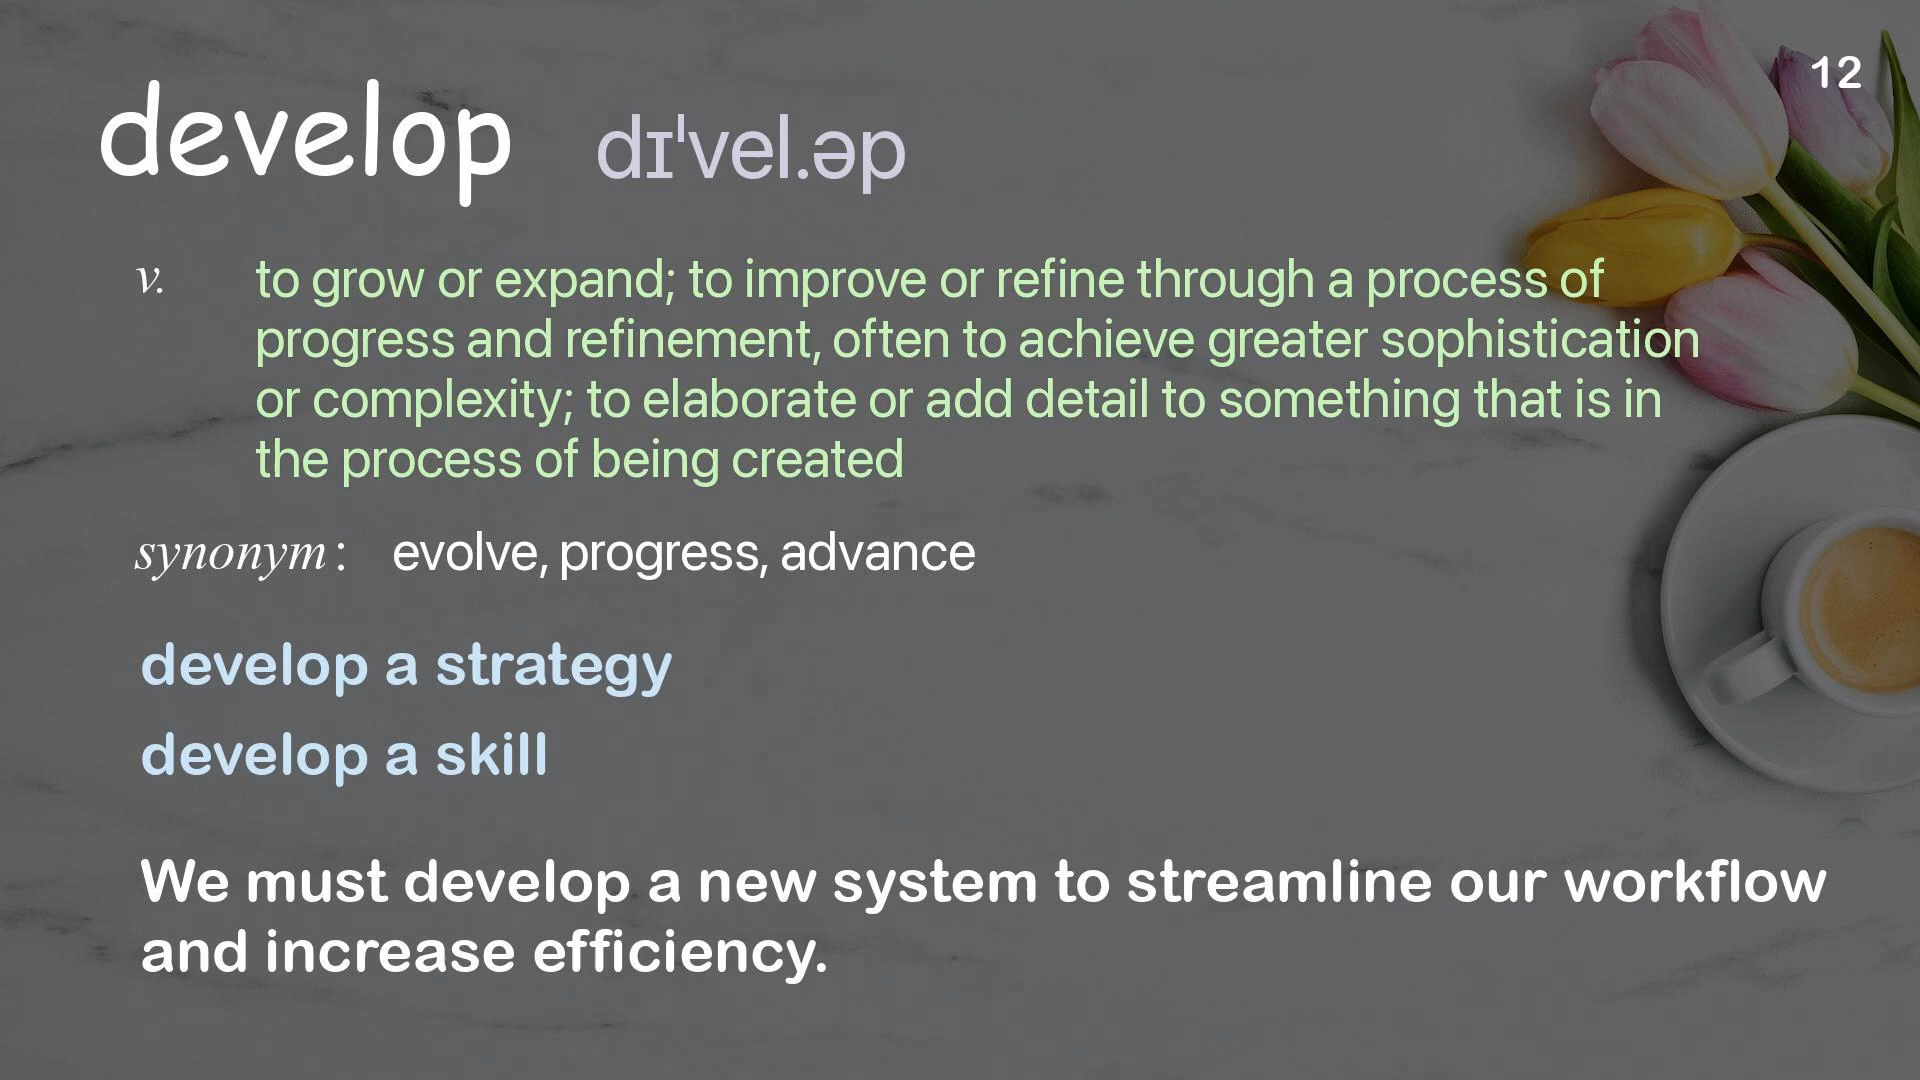 12
develop dɪˈvel.əp
v. to grow or expand; to improve or refine through a process of
progress and refinement, often to achieve greater sophistication
or complexity; to elaborate or add detail to something that is in
the process of being created
synonym: evolve, progress, advance
develop a strategy
develop a skill
We must develop a new system to streamline our workflow
and increase efficiency.